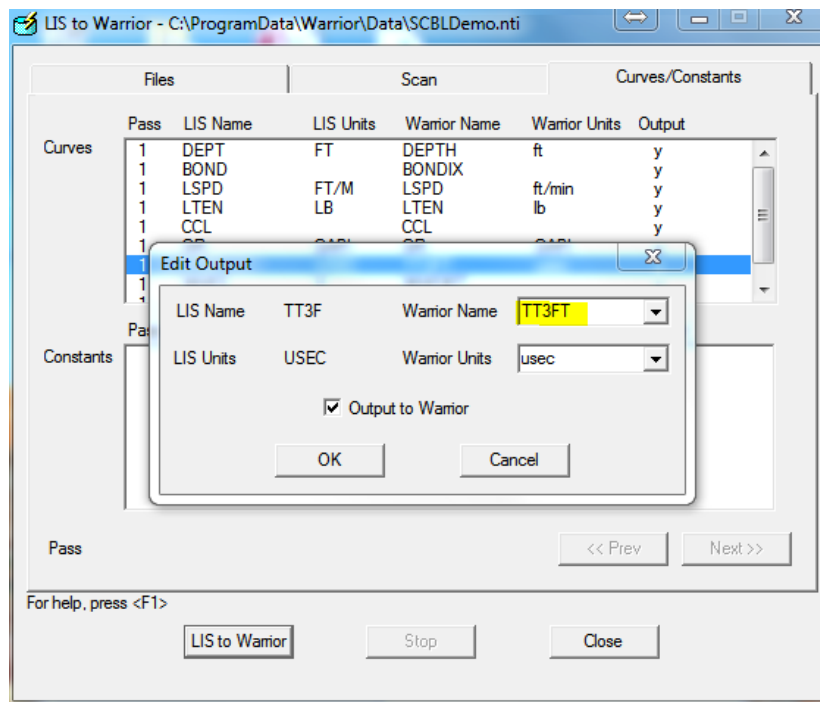 LIS to Warrior - C:\ProgramData\Warrior\Data\SCBLDemo.nti
Files Scan Curves/Constants
Pass LIS Name LIS Units Warrior Name Warrior Units Output
Curves
1 DEPT FT DEPTH ft y
1 BOND BONDIX y
1 LSPD FT/M LSPD ft/min y
1 LTEN LB LTEN lb y
1 CCL CCL y
1
1
1
Edit Output
LIS Name TT3F Warrior Name TT3FT
LIS Units USEC Warrior Units usec
Output to Warrior
OK Cancel
Constants
Pass << Prev Next >>
For help, press <F1>
LIS to Warrior Stop Close